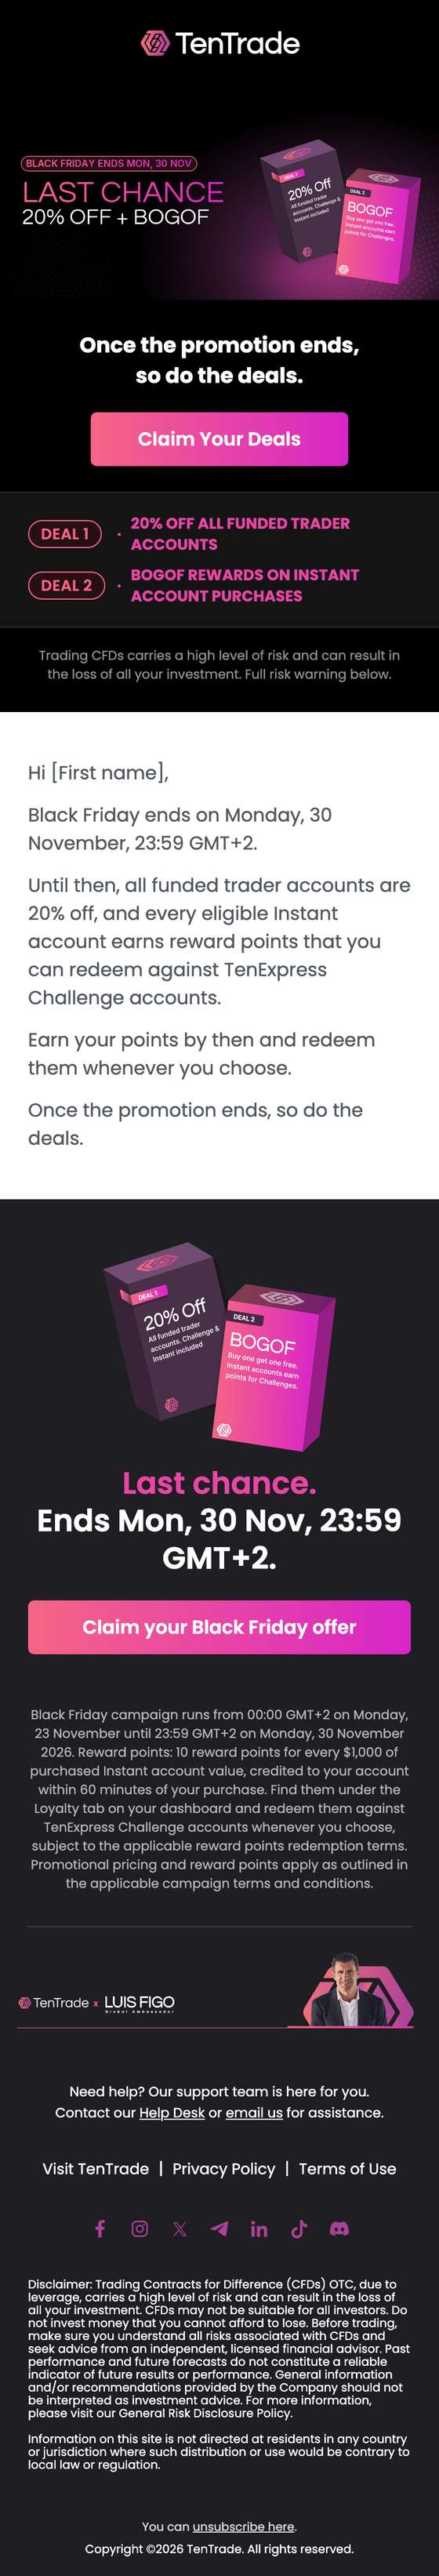 TenTrade
BLACK FRIDAY ENDS MON, 30 NOV
LAST CHANCE
20% OFF + BOGOF
DEAL 1
20% Off
All funded trader
accounts. Challenge &
Instant included
DEAL 2
BOGOF
Buy one get one free.
Instant accounts earn
points for Challenges.
Once the promotion ends,
so do the deals.
Claim Your Deals
DEAL 1
· 20% OFF ALL FUNDED TRADER
ACCOUNTS
DEAL 2
· BOGOF REWARDS ON INSTANT
ACCOUNT PURCHASES
Trading CFDs carries a high level of risk and can result in
the loss of all your investment. Full risk warning below.
Hi [First name],
Black Friday ends on Monday, 30
November, 23:59 GMT+2.
Until then, all funded trader accounts are
20% off, and every eligible Instant
account earns reward points that you
can redeem against TenExpress
Challenge accounts.
Earn your points by then and redeem
them whenever you choose.
Once the promotion ends, so do the
deals.
DEAL 1
20% Off
All funded trader
accounts. Challenge &
Instant included
DEAL 2
BOGOF
Buy one get one free.
Instant accounts earn
points for Challenges.
Last chance.
Ends Mon, 30 Nov, 23:59
GMT+2.
Claim your Black Friday offer
Black Friday campaign runs from 00:00 GMT+2 on Monday,
23 November until 23:59 GMT+2 on Monday, 30 November
2026. Reward points: 10 reward points for every $1,000 of
purchased Instant account value, credited to your account
within 60 minutes of your purchase. Find them under the
Loyalty tab on your dashboard and redeem them against
TenExpress Challenge accounts whenever you choose,
subject to the applicable reward points redemption terms.
Promotional pricing and reward points apply as outlined in
the applicable campaign terms and conditions.
TenTrade x LUIS FIGO
Global Ambassador
Need help? Our support team is here for you.
Contact our Help Desk or email us for assistance.
Visit TenTrade | Privacy Policy | Terms of Use
Disclaimer: Trading Contracts for Difference (CFDs) OTC, due to
leverage, carries a high level of risk and can result in the loss of
all your investment. CFDs may not be suitable for all investors. Do
not invest money that you cannot afford to lose. Before trading,
make sure you understand all risks associated with CFDs and
seek advice from an independent, licensed financial advisor. Past
performance and future forecasts do not constitute a reliable
indicator of future results or performance. General information
and/or recommendations provided by the Company should not
be interpreted as investment advice. For more information,
please visit our General Risk Disclosure Policy.
Information on this site is not directed at residents in any country
or jurisdiction where such distribution or use would be contrary to
local law or regulation.
You can unsubscribe here.
Copyright ©2026 TenTrade. All rights reserved.